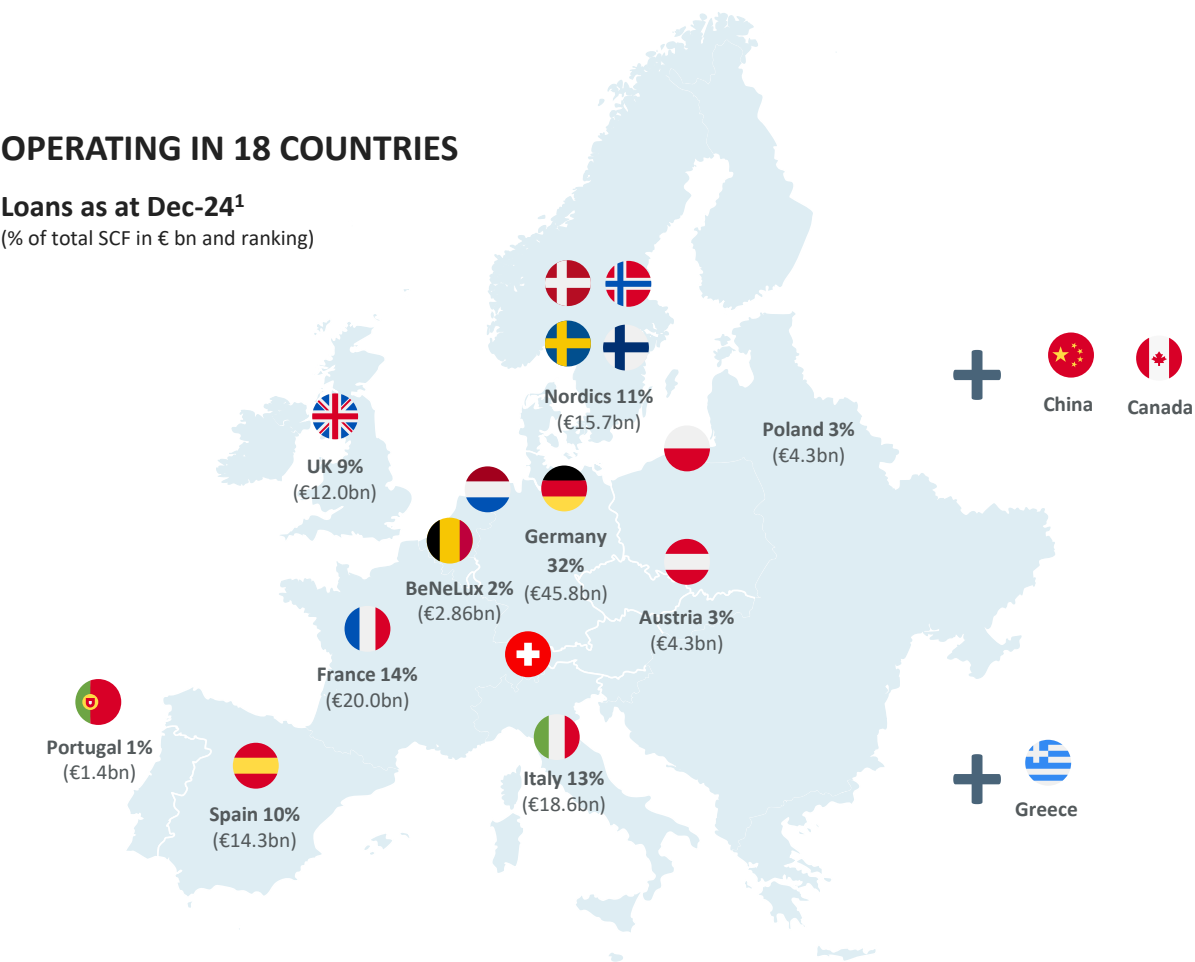 OPERATING IN 18 COUNTRIES
Loans as at Dec-24¹
(% of total SCF in € bn and ranking)
Nordics 11%
(€15.7bn)
China
Canada
Poland 3%
(€4.3bn)
UK 9%
(€12.0bn)
Germany
32%
(€45.8bn)
BeNeLux 2%
(€2.86bn)
Austria 3%
(€4.3bn)
France 14%
(€20.0bn)
Portugal 1%
(€1.4bn)
Italy 13%
(€18.6bn)
Spain 10%
(€14.3bn)
Greece